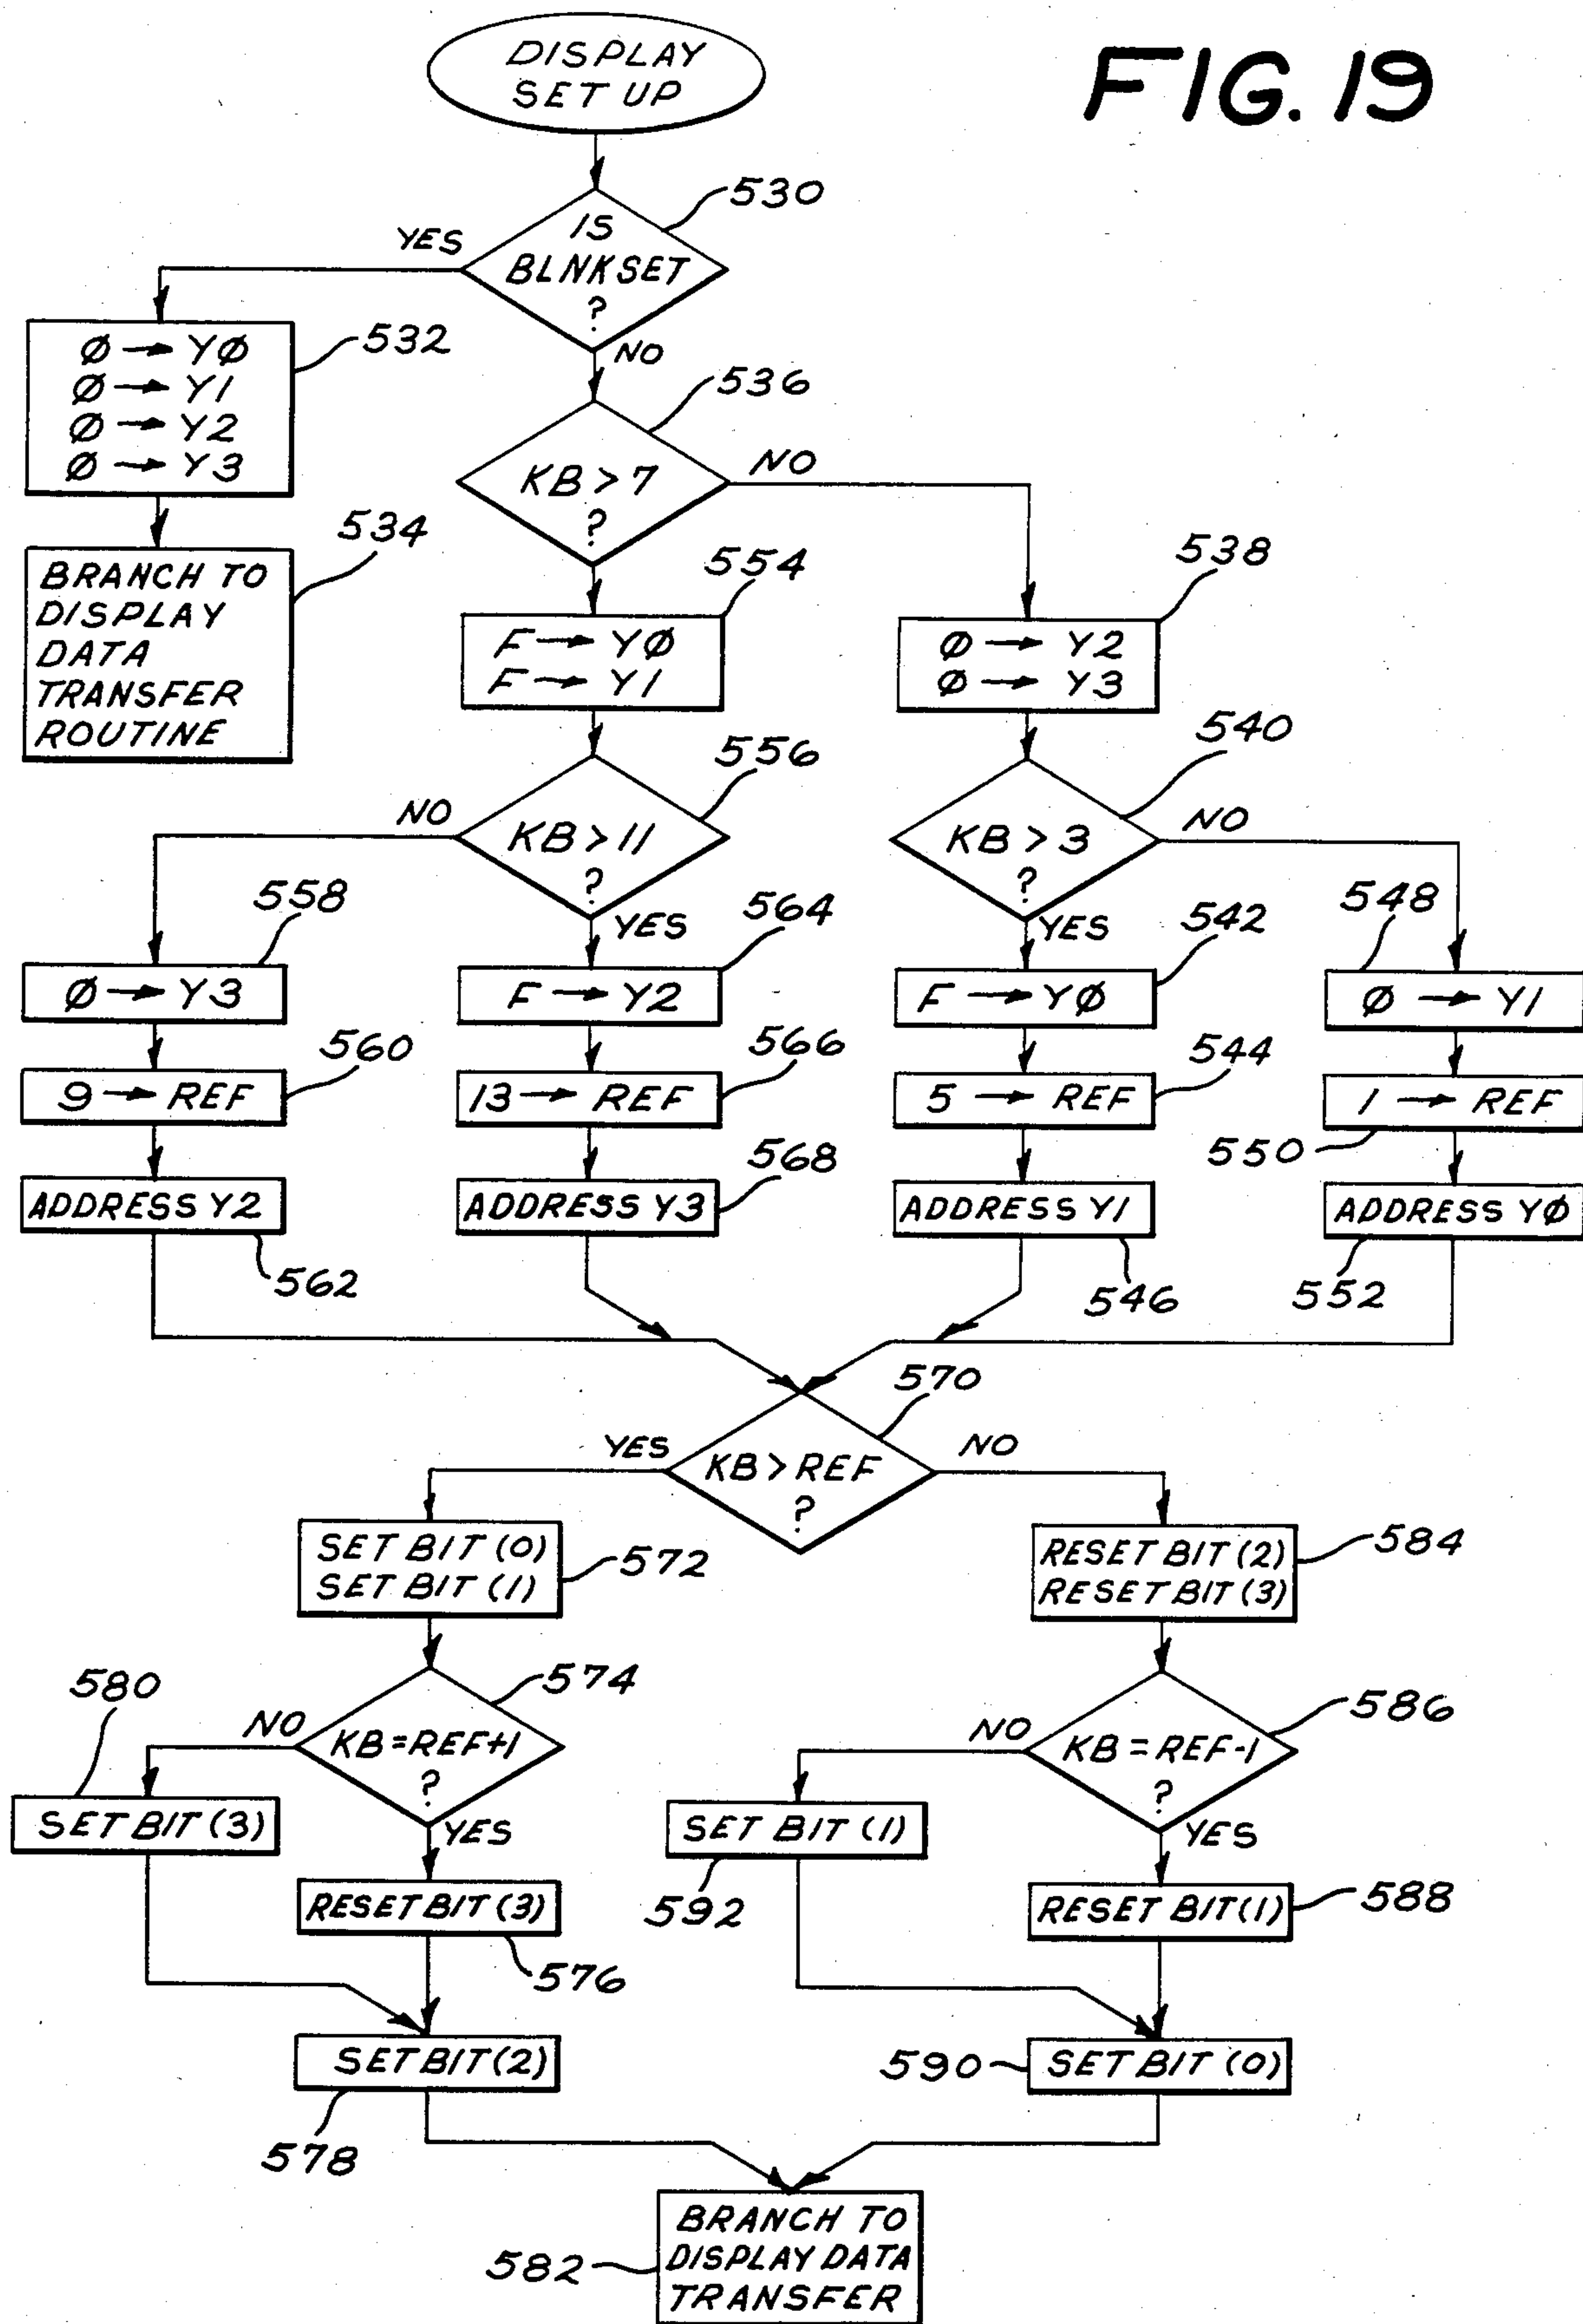 FIG. 19
DISPLAY
SET UP
530
IS
BLNKSET
?
YES
NO
532
Ø → YØ
Ø → Y1
Ø → Y2
Ø → Y3
534
BRANCH TO
DISPLAY
DATA
TRANSFER
ROUTINE
536
KB > 7
?
NO
554
F → YØ
F → Y1
538
Ø → Y2
Ø → Y3
556
KB > 11
?
NO
YES
540
KB > 3
?
NO
YES
558
Ø → Y3
564
F → Y2
542
F → YØ
548
Ø → Y1
560
9 → REF
566
13 → REF
544
5 → REF
1 → REF
550
ADDRESS Y2
562
568
ADDRESS Y3
ADDRESS Y1
546
ADDRESS YØ
552
570
KB > REF
?
YES
NO
SET BIT (0)
SET BIT (1)
572
RESET BIT (2)
RESET BIT (3)
584
574
KB = REF+1
?
NO
YES
586
KB = REF-1
?
NO
YES
580
SET BIT (3)
SET BIT (1)
592
RESET BIT (3)
576
RESET BIT (1)
588
SET BIT (2)
578
590
SET BIT (0)
582
BRANCH TO
DISPLAY DATA
TRANSFER